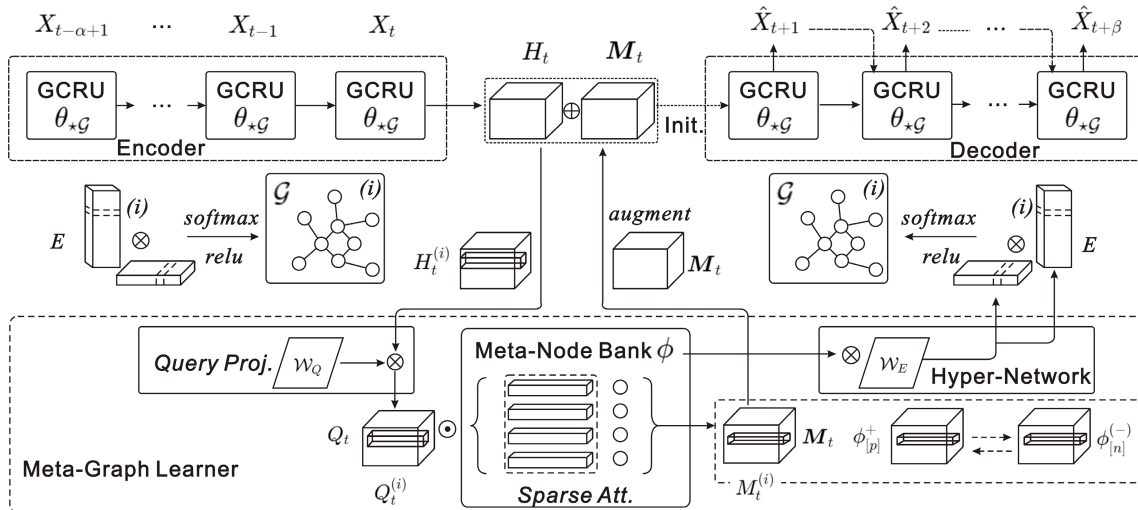 X_{t-α+1} ... X_{t-1} X_t H_t M_t X̂_{t+1} X̂_{t+2} ... X̂_{t+β}
GCRU θ_{⋆𝒢} ... GCRU θ_{⋆𝒢} GCRU θ_{⋆𝒢}
Encoder
⊕
Init.
GCRU θ_{⋆𝒢} GCRU θ_{⋆𝒢} ... GCRU θ_{⋆𝒢}
Decoder
E (i) ⊗
softmax
relu
𝒢 (i)
H_t^{(i)}
augment
M_t
𝒢 (i)
softmax
relu
(i) ⊗ E
Query Proj. W_Q ⊗
Meta-Node Bank ϕ
⊗ W_E
Hyper-Network
Q_t ⊙
Q_t^{(i)}
Sparse Att.
M_t
M_t^{(i)}
ϕ_{[p]}^{+} ϕ_{[n]}^{(-)}
Meta-Graph Learner